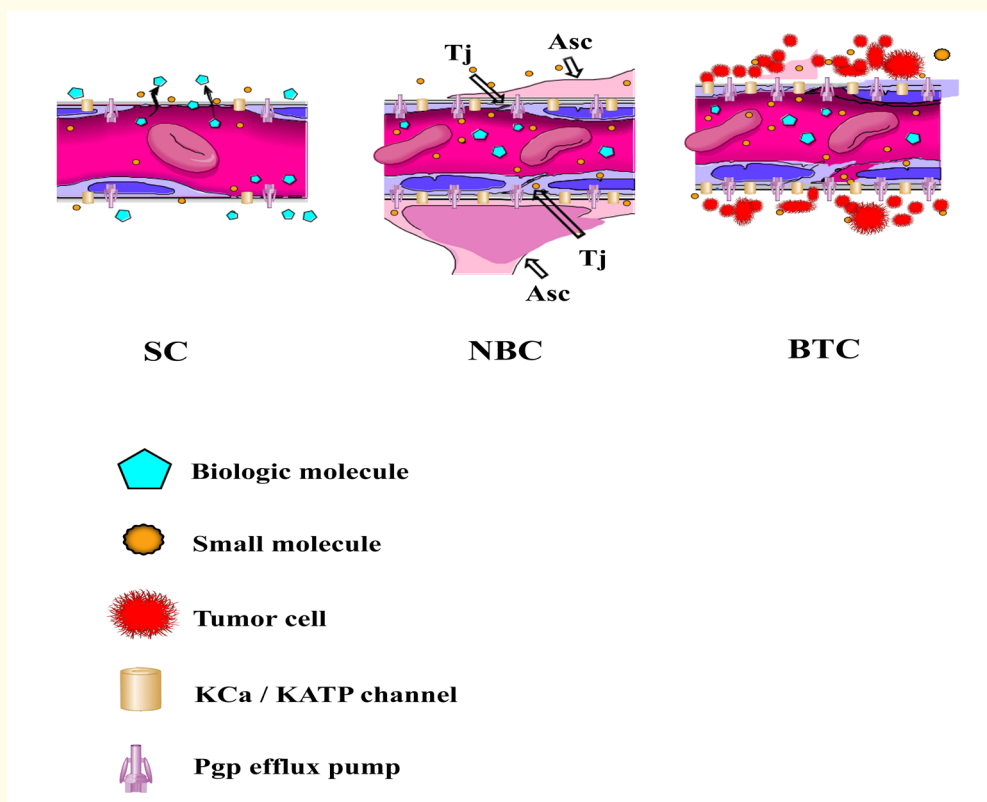 Tj
Asc
Tj
Asc
SC
NBC
BTC
Biologic molecule
Small molecule
Tumor cell
KCa / KATP channel
Pgp efflux pump